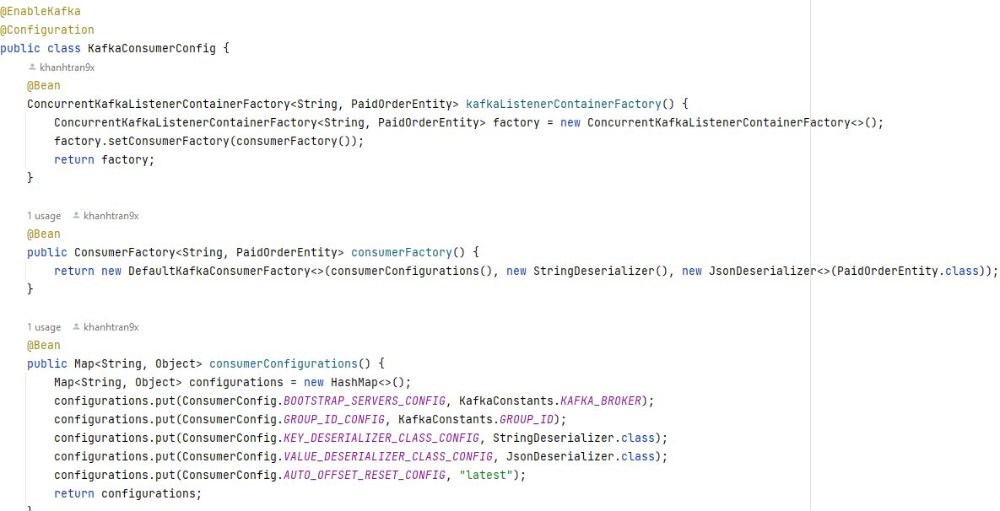 @EnableKafka
@Configuration
public class KafkaConsumerConfig {
khanhtran9x
@Bean
ConcurrentKafkaListenerContainerFactory<String, PaidOrderEntity> kafkaListenerContainerFactory() {
ConcurrentKafkaListenerContainerFactory<String, PaidOrderEntity> factory = new ConcurrentKafkaListenerContainerFactory<>();
factory.setConsumerFactory(consumerFactory());
return factory;
}
1 usage khanhtran9x
@Bean
public ConsumerFactory<String, PaidOrderEntity> consumerFactory() {
return new DefaultKafkaConsumerFactory<>(consumerConfigurations(), new StringDeserializer(), new JsonDeserializer<>(PaidOrderEntity.class));
}
1 usage khanhtran9x
@Bean
public Map<String, Object> consumerConfigurations() {
Map<String, Object> configurations = new HashMap<>();
configurations.put(ConsumerConfig.BOOTSTRAP_SERVERS_CONFIG, KafkaConstants.KAFKA_BROKER);
configurations.put(ConsumerConfig.GROUP_ID_CONFIG, KafkaConstants.GROUP_ID);
configurations.put(ConsumerConfig.KEY_DESERIALIZER_CLASS_CONFIG, StringDeserializer.class);
configurations.put(ConsumerConfig.VALUE_DESERIALIZER_CLASS_CONFIG, JsonDeserializer.class);
configurations.put(ConsumerConfig.AUTO_OFFSET_RESET_CONFIG, "latest");
return configurations;
}